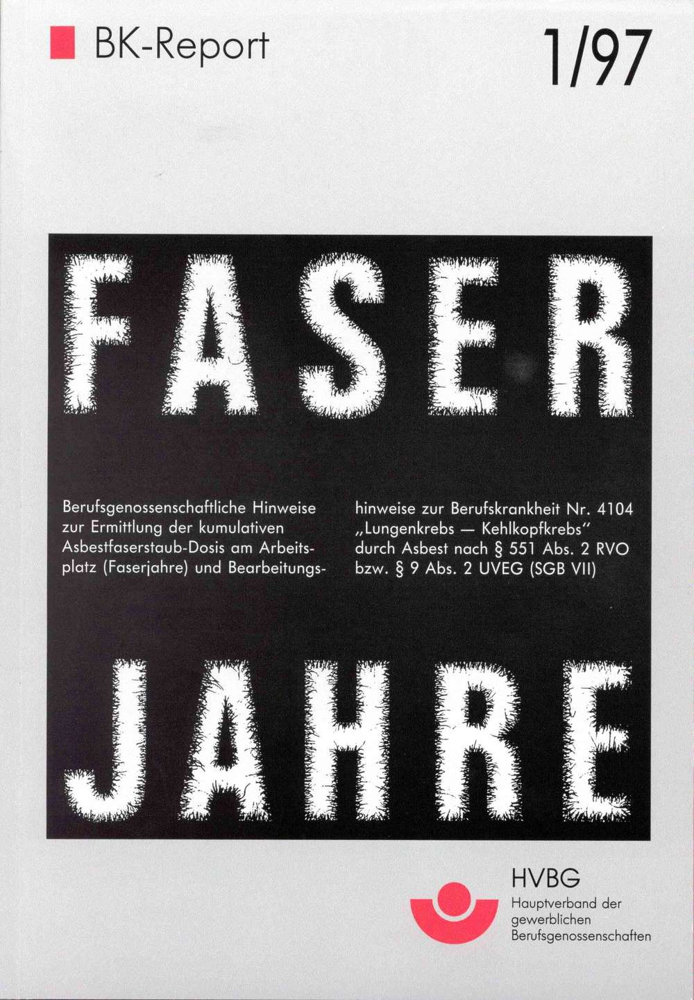 BK-Report
1/97
FASER
Berufsgenossenschaftliche Hinweise
zur Ermittlung der kumulativen
Asbestfaserstaub-Dosis am Arbeits-
platz (Faserjahre) und Bearbeitungs-
hinweise zur Berufskrankheit Nr. 4104
„Lungenkrebs — Kehlkopfkrebs“
durch Asbest nach § 551 Abs. 2 RVO
bzw. § 9 Abs. 2 UVEG (SGB VII)
JAHRE
HVBG
Hauptverband der
gewerblichen
Berufsgenossenschaften